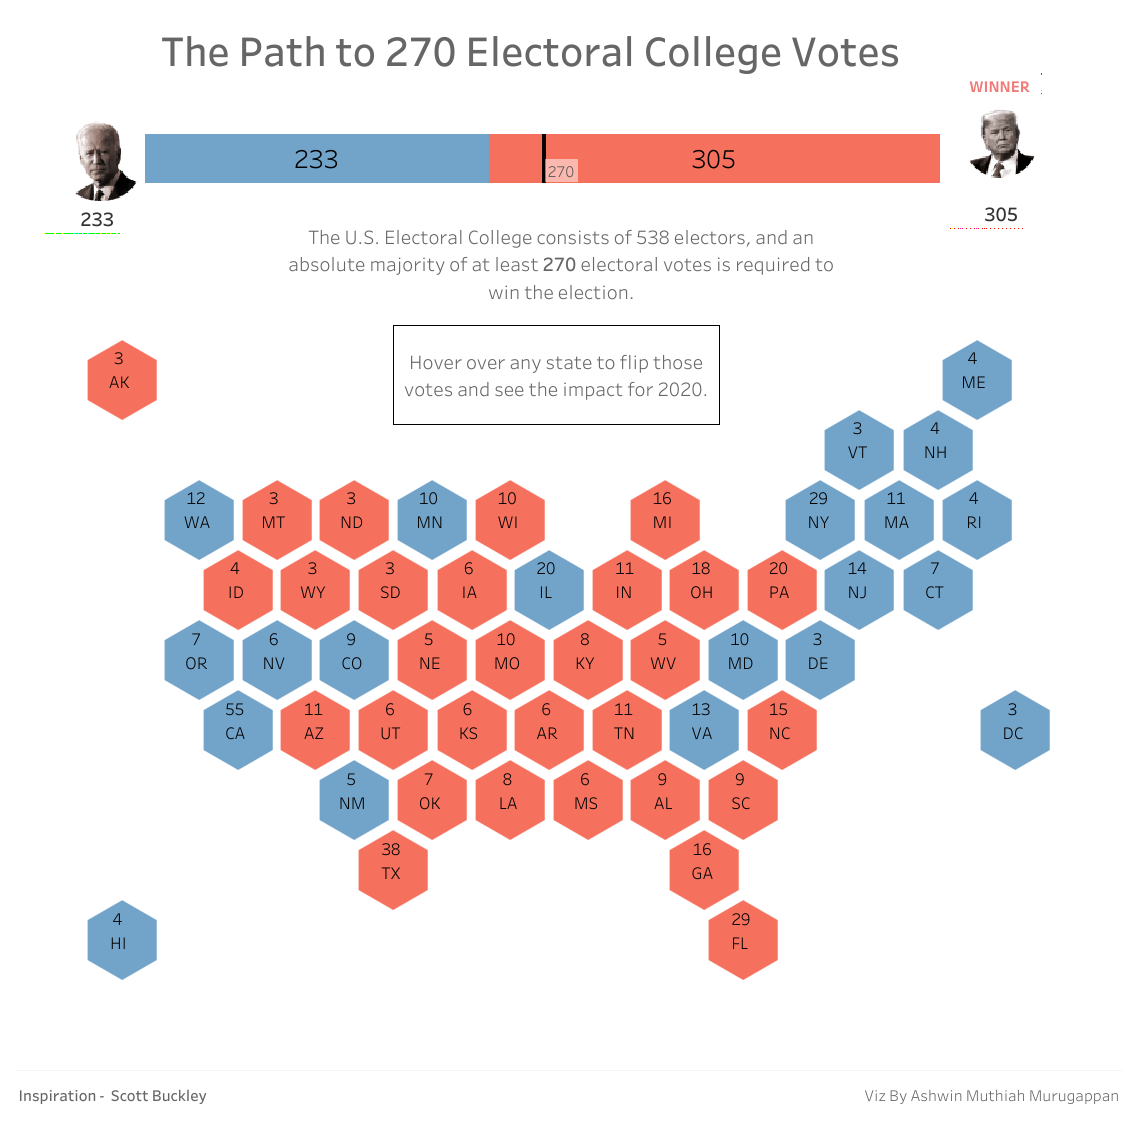 The Path to 270 Electoral College Votes
WINNER
233
305
270
233
305
The U.S. Electoral College consists of 538 electors, and an
absolute majority of at least 270 electoral votes is required to
win the election.
Hover over any state to flip those
votes and see the impact for 2020.
3
AK
4
ME
3
VT
4
NH
12
WA
3
MT
3
ND
10
MN
10
WI
16
MI
29
NY
11
MA
4
RI
4
ID
3
WY
3
SD
6
IA
20
IL
11
IN
18
OH
20
PA
14
NJ
7
CT
7
OR
6
NV
9
CO
5
NE
10
MO
8
KY
5
WV
10
MD
3
DE
55
CA
11
AZ
6
UT
6
KS
6
AR
11
TN
13
VA
15
NC
3
DC
5
NM
7
OK
8
LA
6
MS
9
AL
9
SC
38
TX
16
GA
4
HI
29
FL
Inspiration - Scott Buckley
Viz By Ashwin Muthiah Murugappan